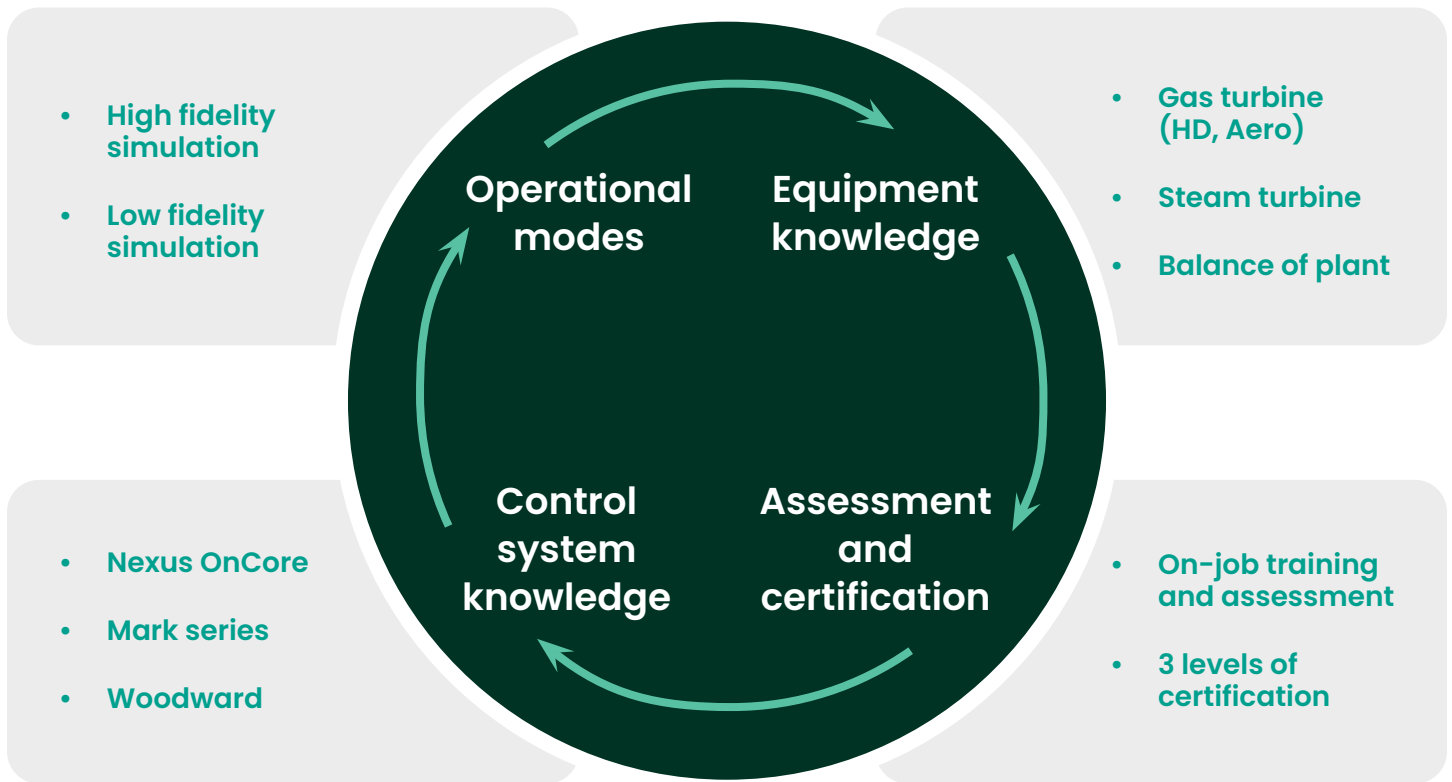 • High fidelity
simulation
• Low fidelity
simulation
Operational
modes
Equipment
knowledge
• Gas turbine
(HD, Aero)
• Steam turbine
• Balance of plant
• Nexus OnCore
• Mark series
• Woodward
Control
system
knowledge
Assessment
and
certification
• On-job training
and assessment
• 3 levels of
certification